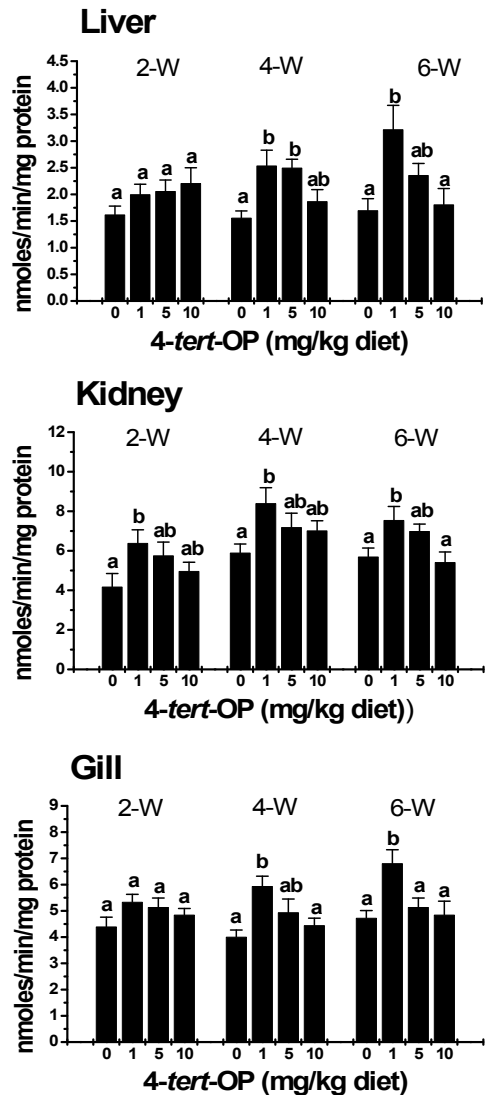 Liver
2-W 4-W 6-W
nmoles/min/mg protein
4.5
4.0
3.5
3.0
2.5
2.0
1.5
1.0
0.5
0.0
a a a a a b b ab a b ab a
0 1 5 10 0 1 5 10 0 1 5 10
4-tert-OP (mg/kg diet)
Kidney
2-W 4-W 6-W
nmoles/min/mg protein
12
10
8
6
4
2
0
a b ab ab a b ab ab a b ab a
0 1 5 10 0 1 5 10 0 1 5 10
4-tert-OP (mg/kg diet))
Gill
2-W 4-W 6-W
nmoles/min/mg protein
9
8
7
6
5
4
3
2
1
0
a a a a a b ab a a b a a
0 1 5 10 0 1 5 10 0 1 5 10
4-tert-OP (mg/kg diet)